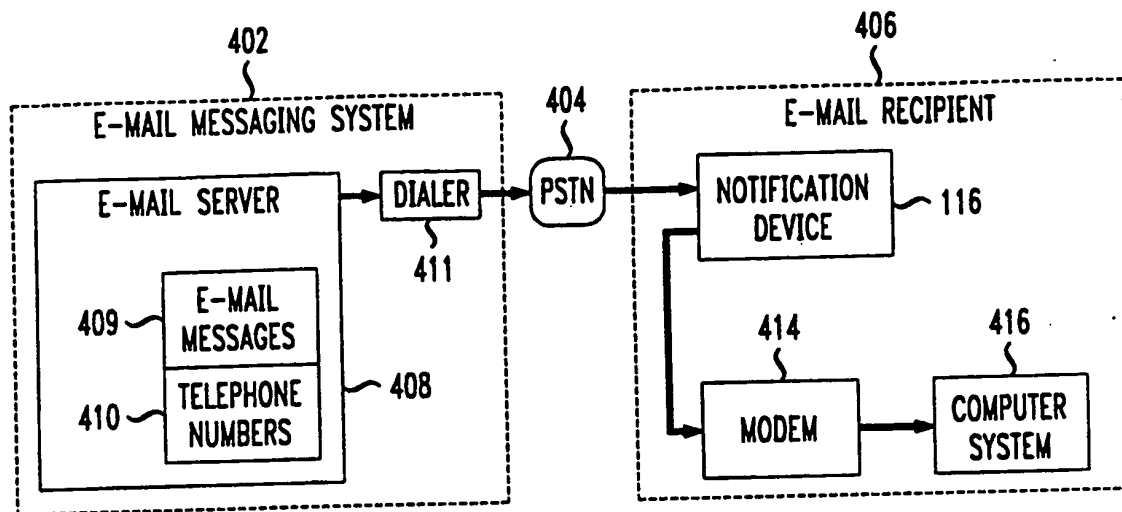 402
404
406
E-MAIL MESSAGING SYSTEM
E-MAIL RECIPIENT
E-MAIL SERVER
DIALER
411
PSTN
NOTIFICATION
DEVICE
116
409
E-MAIL
MESSAGES
410
TELEPHONE
NUMBERS
408
414
MODEM
416
COMPUTER
SYSTEM